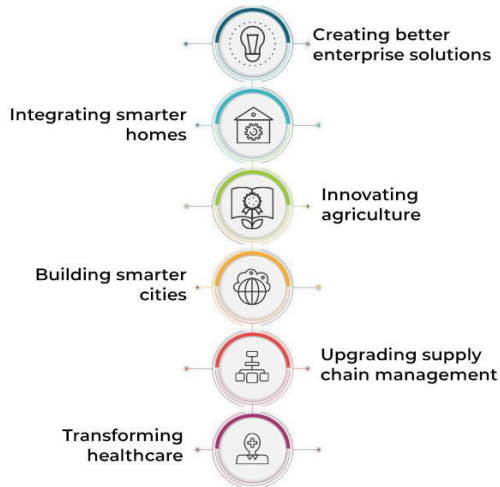 Creating better
enterprise solutions
Integrating smarter
homes
Innovating
agriculture
Building smarter
cities
Upgrading supply
chain management
Transforming
healthcare